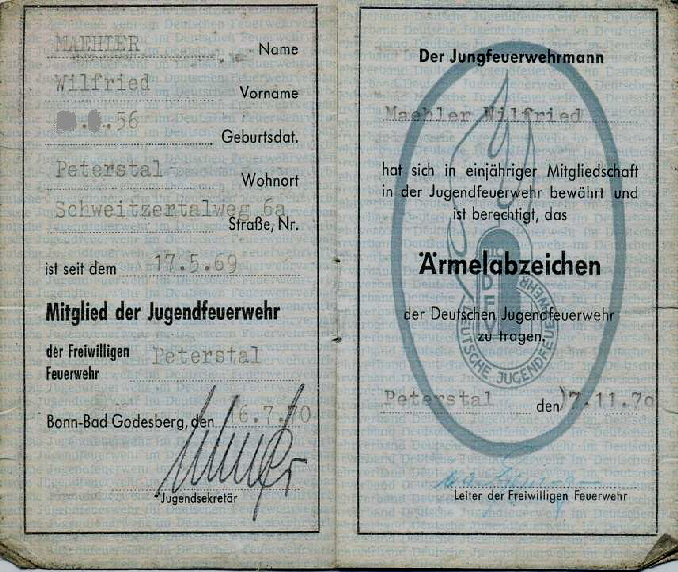 MAEHLER Name
Wilfried Vorname
56 Geburtsdat.
Peterstal Wohnort
Schweitzertalweg 6a
Straße, Nr.
ist seit dem 17.5.69
Mitglied der Jugendfeuerwehr
der Freiwilligen Feuerwehr Peterstal
Bonn-Bad Godesberg, den 6.7.70
Jugendsekretär
Der Jungfeuerwehrmann
Maehler Wilfried
hat sich in einjähriger Mitgliedschaft
in der Jugendfeuerwehr bewährt und
ist berechtigt, das
Ärmelabzeichen
der Deutschen Jugendfeuerwehr
zu tragen.
DFV
DEUTSCHE JUGENDFEUERWEHR
Peterstal den 17.11.70
Leiter der Freiwilligen Feuerwehr